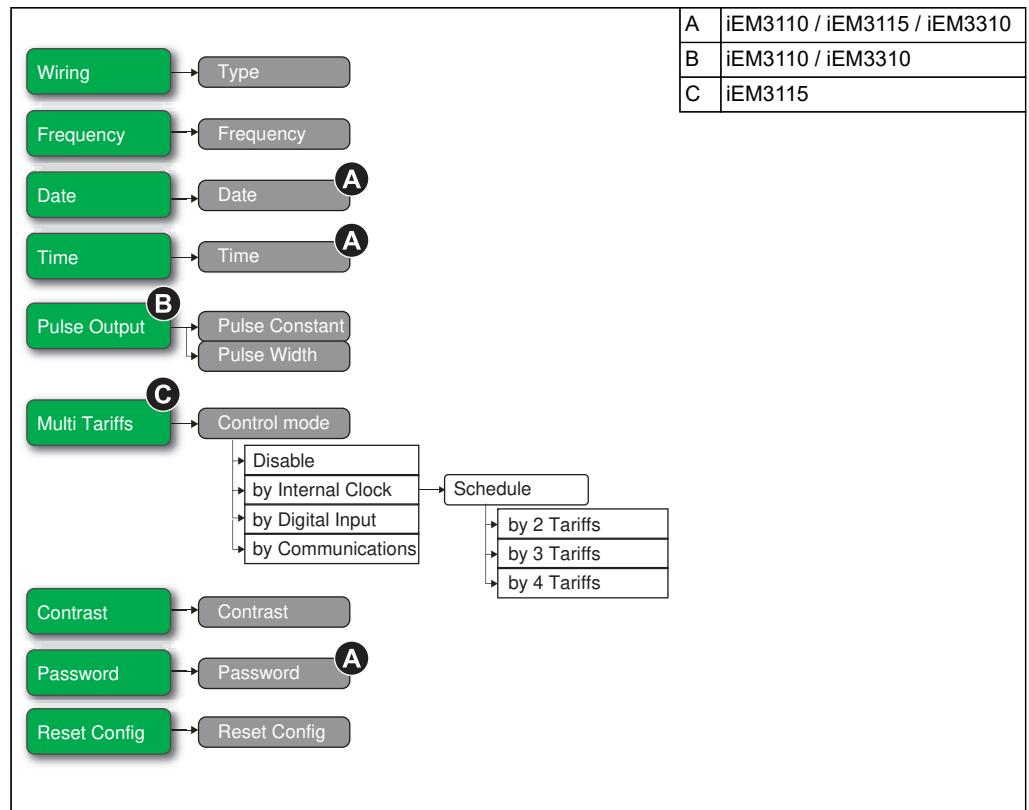 A iEM3110 / iEM3115 / iEM3310
B iEM3110 / iEM3310
C iEM3115
Wiring Type
Frequency Frequency
Date Date A
Time Time A
Pulse Output B Pulse Constant
Pulse Width
Multi Tariffs C Control mode
Disable
by Internal Clock Schedule
by Digital Input by 2 Tariffs
by Communications by 3 Tariffs
by 4 Tariffs
Contrast Contrast
Password Password A
Reset Config Reset Config